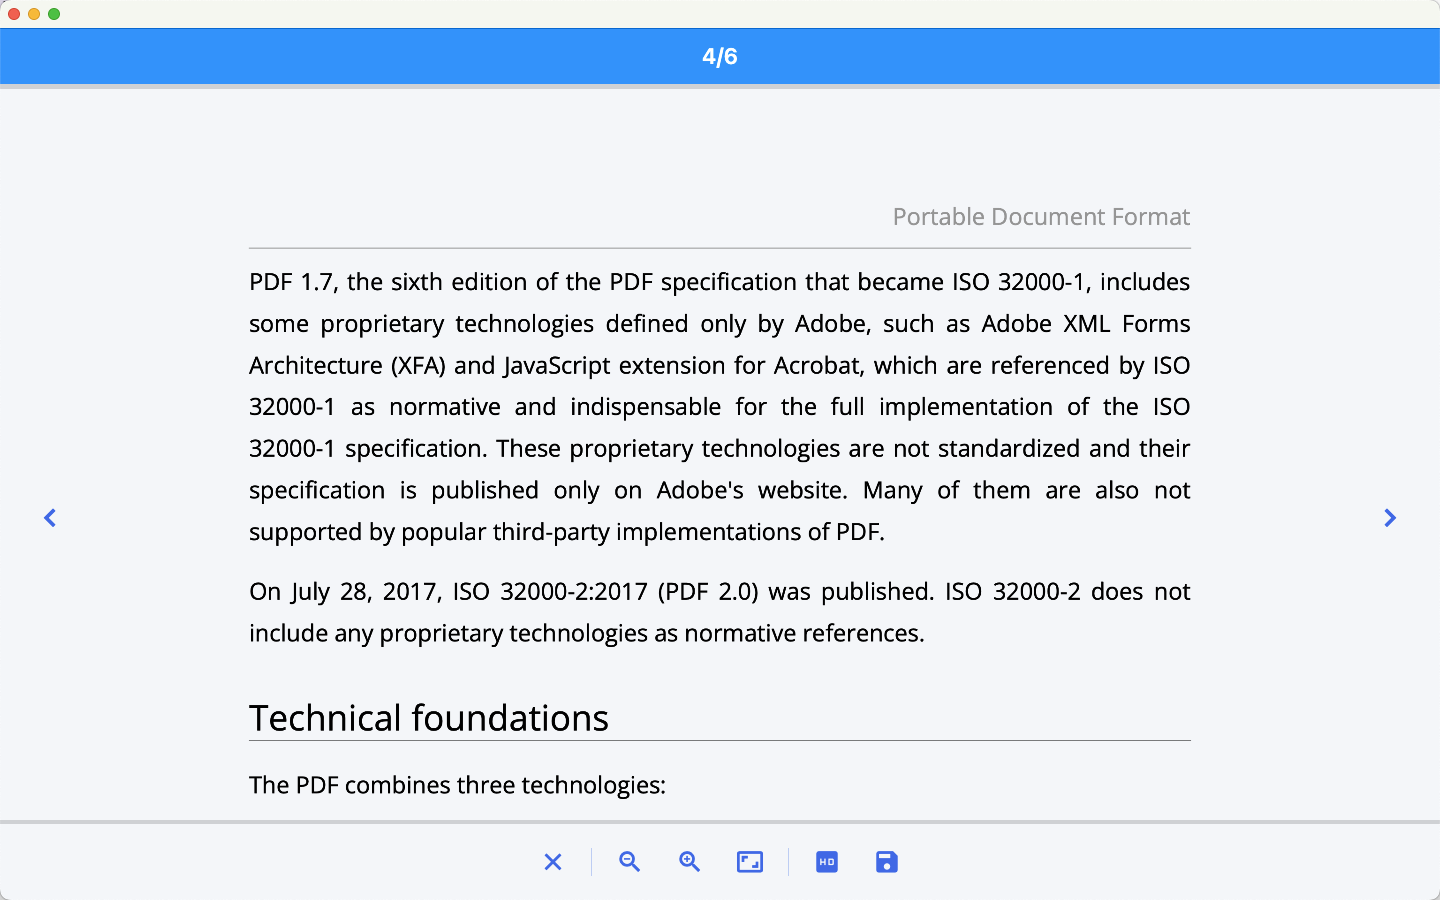 4/6
Portable Document Format
PDF 1.7, the sixth edition of the PDF specification that became ISO 32000-1, includes
some proprietary technologies defined only by Adobe, such as Adobe XML Forms
Architecture (XFA) and JavaScript extension for Acrobat, which are referenced by ISO
32000-1 as normative and indispensable for the full implementation of the ISO
32000-1 specification. These proprietary technologies are not standardized and their
specification is published only on Adobe's website. Many of them are also not
supported by popular third-party implementations of PDF.
On July 28, 2017, ISO 32000-2:2017 (PDF 2.0) was published. ISO 32000-2 does not
include any proprietary technologies as normative references.
Technical foundations
The PDF combines three technologies:
HD